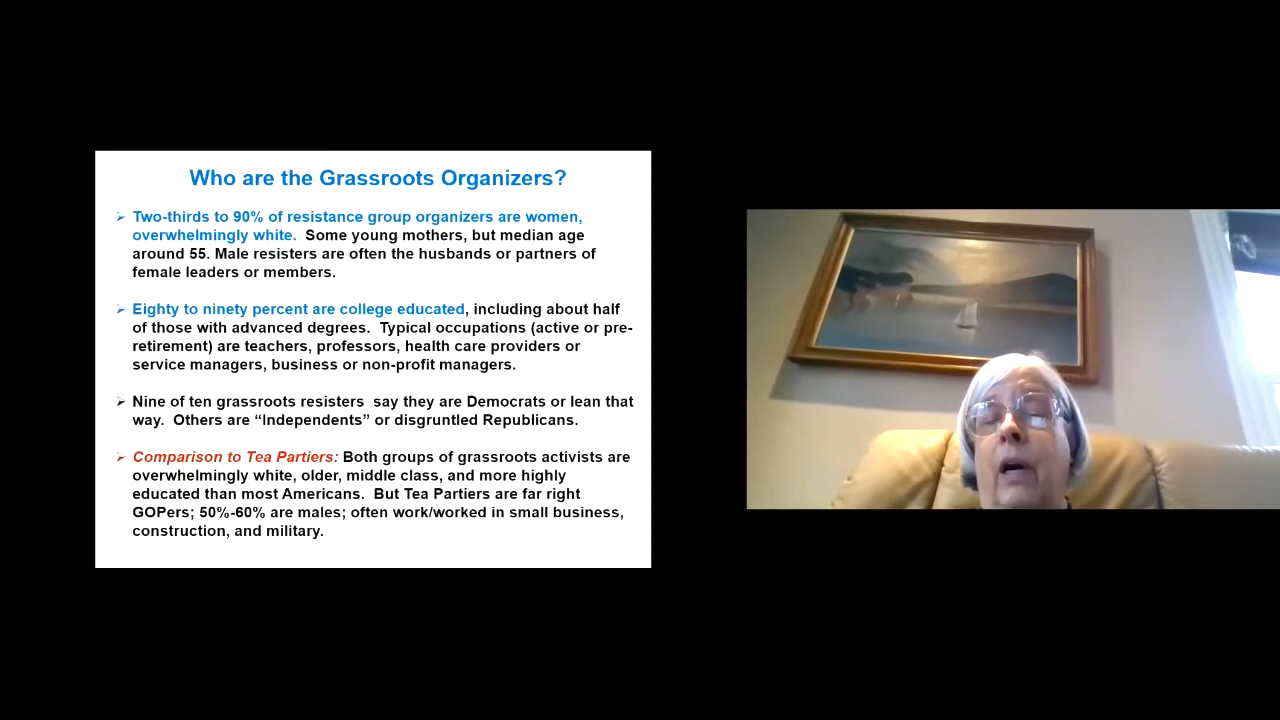 Who are the Grassroots Organizers?
Two-thirds to 90% of resistance group organizers are women,
overwhelmingly white.  Some young mothers, but median age
around 55. Male resisters are often the husbands or partners of
female leaders or members.
Eighty to ninety percent are college educated, including about half
of those with advanced degrees.  Typical occupations (active or pre-
retirement) are teachers, professors, health care providers or
service managers, business or non-profit managers.
Nine of ten grassroots resisters  say they are Democrats or lean that
way.  Others are “Independents” or disgruntled Republicans.
Comparison to Tea Partiers: Both groups of grassroots activists are
overwhelmingly white, older, middle class, and more highly
educated than most Americans.  But Tea Partiers are far right
GOPers; 50%-60% are males; often work/worked in small business,
construction, and military.